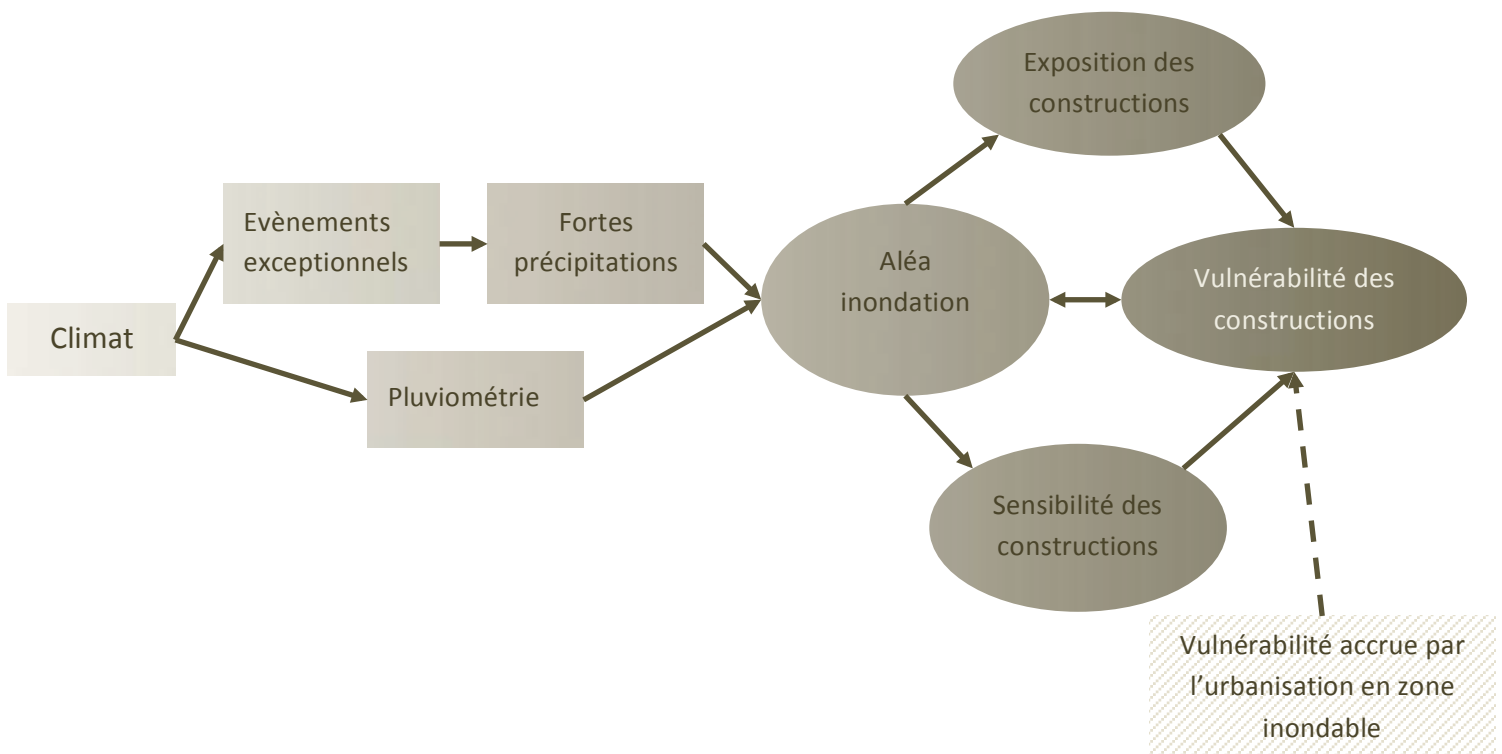 Exposition des
constructions
Evènements
exceptionnels
Fortes
précipitations
Aléa
inondation
Vulnérabilité des
constructions
Climat
Pluviométrie
Sensibilité des
constructions
Vulnérabilité accrue par
l’urbanisation en zone
inondable